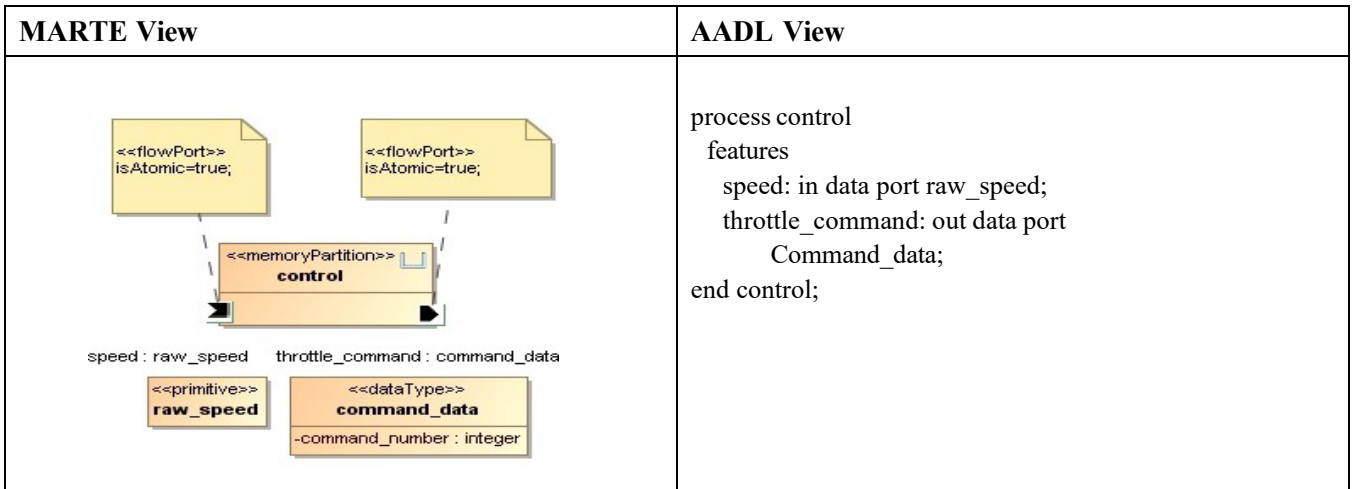 MARTE View
AADL View
<<flowPort>>
isAtomic=true;
<<flowPort>>
isAtomic=true;
<<memoryPartition>>
control
speed : raw_speed
throttle_command : command_data
<<primitive>>
raw_speed
<<dataType>>
command_data
-command_number : integer
process control
features
speed: in data port raw_speed;
throttle_command: out data port
Command_data;
end control;